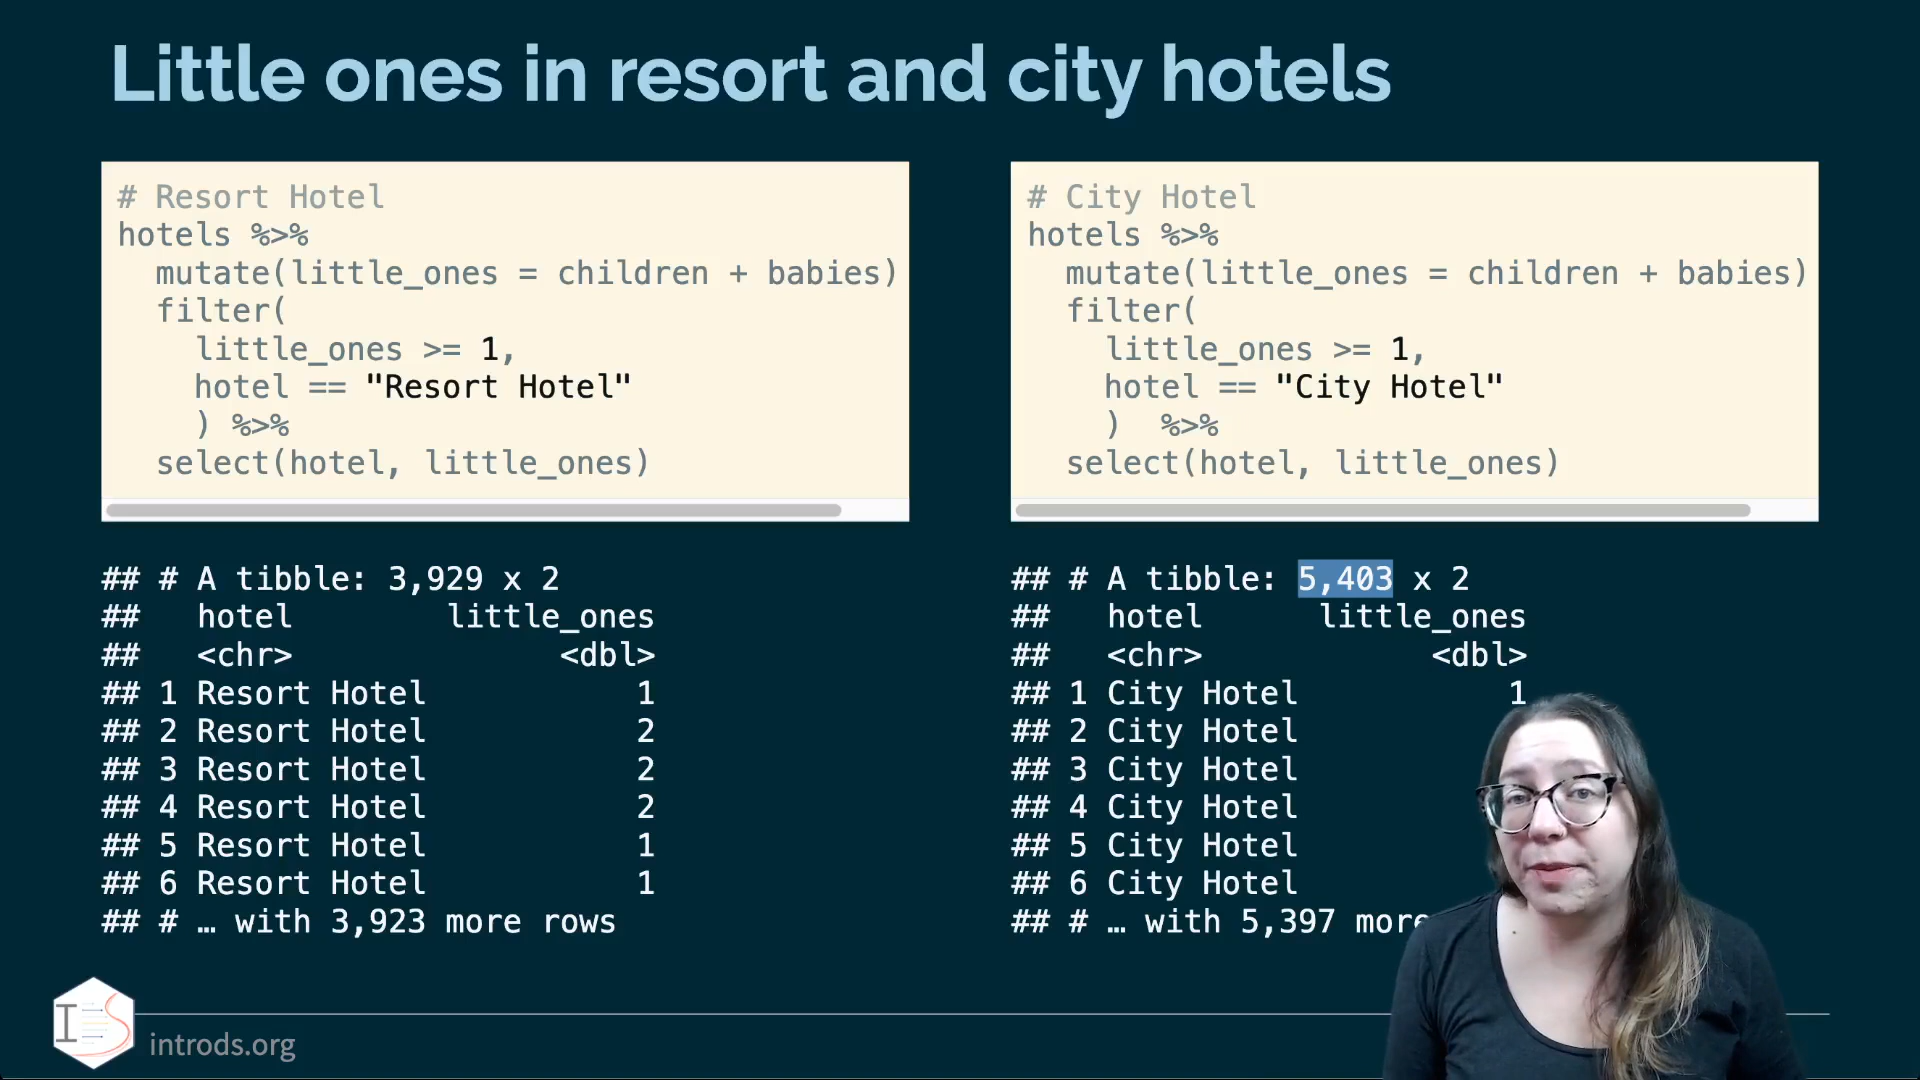 Little ones in resort and city hotels
# Resort Hotel
hotels %>%
  mutate(little_ones = children + babies)
  filter(
    little_ones >= 1,
    hotel == "Resort Hotel"
    ) %>%
  select(hotel, little_ones)
## # A tibble: 3,929 x 2
##   hotel        little_ones
##   <chr>              <dbl>
## 1 Resort Hotel           1
## 2 Resort Hotel           2
## 3 Resort Hotel           2
## 4 Resort Hotel           2
## 5 Resort Hotel           1
## 6 Resort Hotel           1
## # … with 3,923 more rows
# City Hotel
hotels %>%
  mutate(little_ones = children + babies)
  filter(
    little_ones >= 1,
    hotel == "City Hotel"
    )  %>%
  select(hotel, little_ones)
## # A tibble: 5,403 x 2
##   hotel      little_ones
##   <chr>            <dbl>
## 1 City Hotel           1
## 2 City Hotel
## 3 City Hotel
## 4 City Hotel
## 5 City Hotel
## 6 City Hotel
## # … with 5,397 more
IS
introds.org